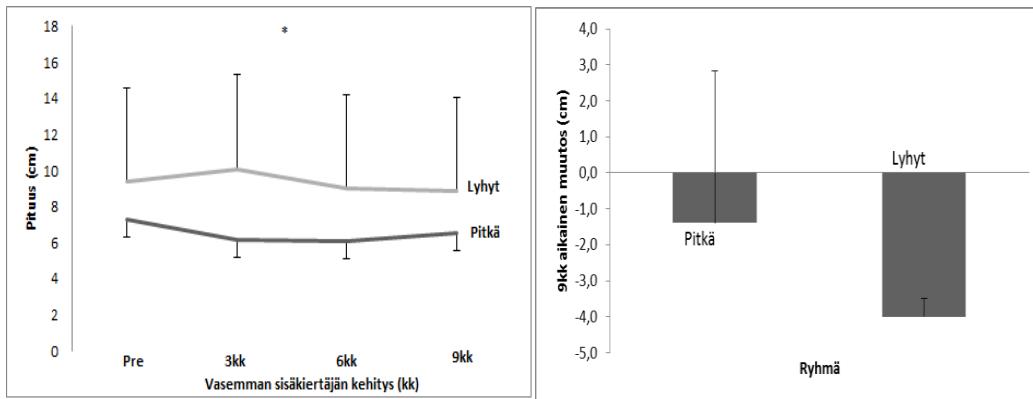 18
16
14
12
10
8
6
4
2
0
Pituus (cm)
*
Lyhyt
Pitkä
Pre 3kk 6kk 9kk
Vasemman sisäkiertäjän kehitys (kk)
4,0
3,0
2,0
1,0
0,0
-1,0
-2,0
-3,0
-4,0
-5,0
9kk aikainen muutos (cm)
Lyhyt
Pitkä
Ryhmä